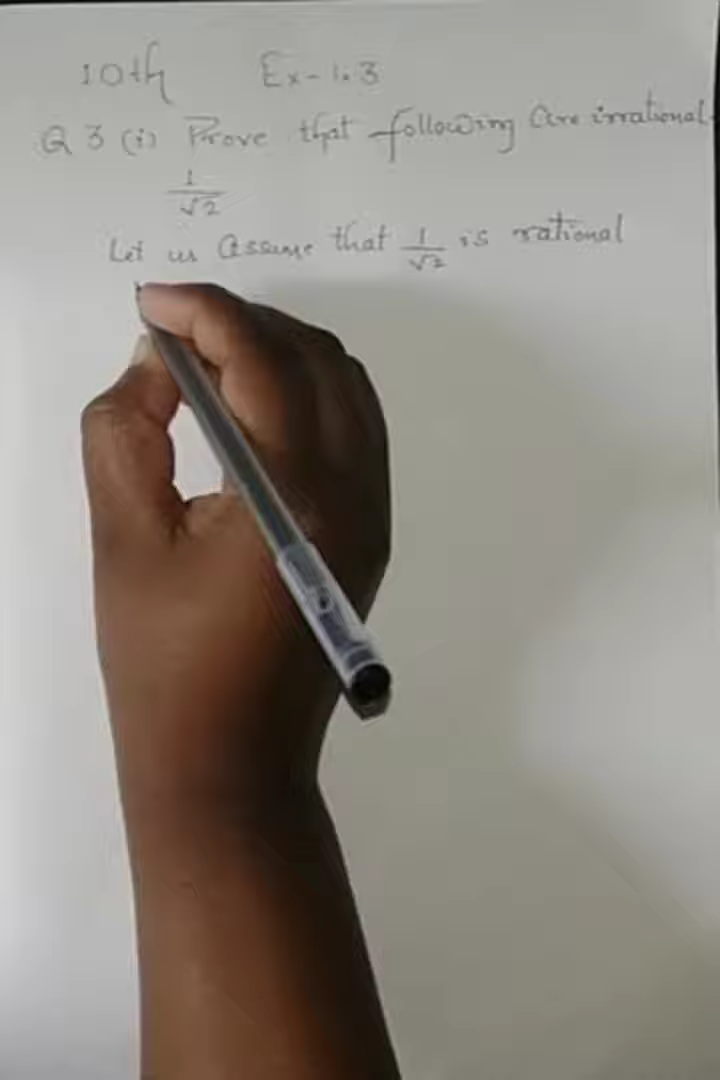 10th Ex-1.3
Q 3 (i) Prove that following are irrational.
1/√2
Let us assume that 1/√2 is rational